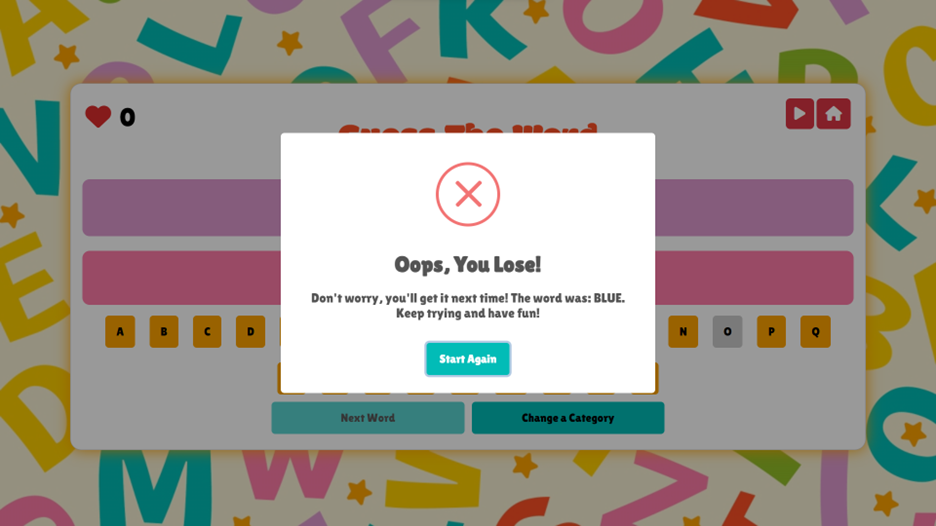 0
Guess The Word
Oops, You Lose!
Don't worry, you'll get it next time! The word was: BLUE.
Keep trying and have fun!
A B C D N O P Q
Start Again
Next Word Change a Category